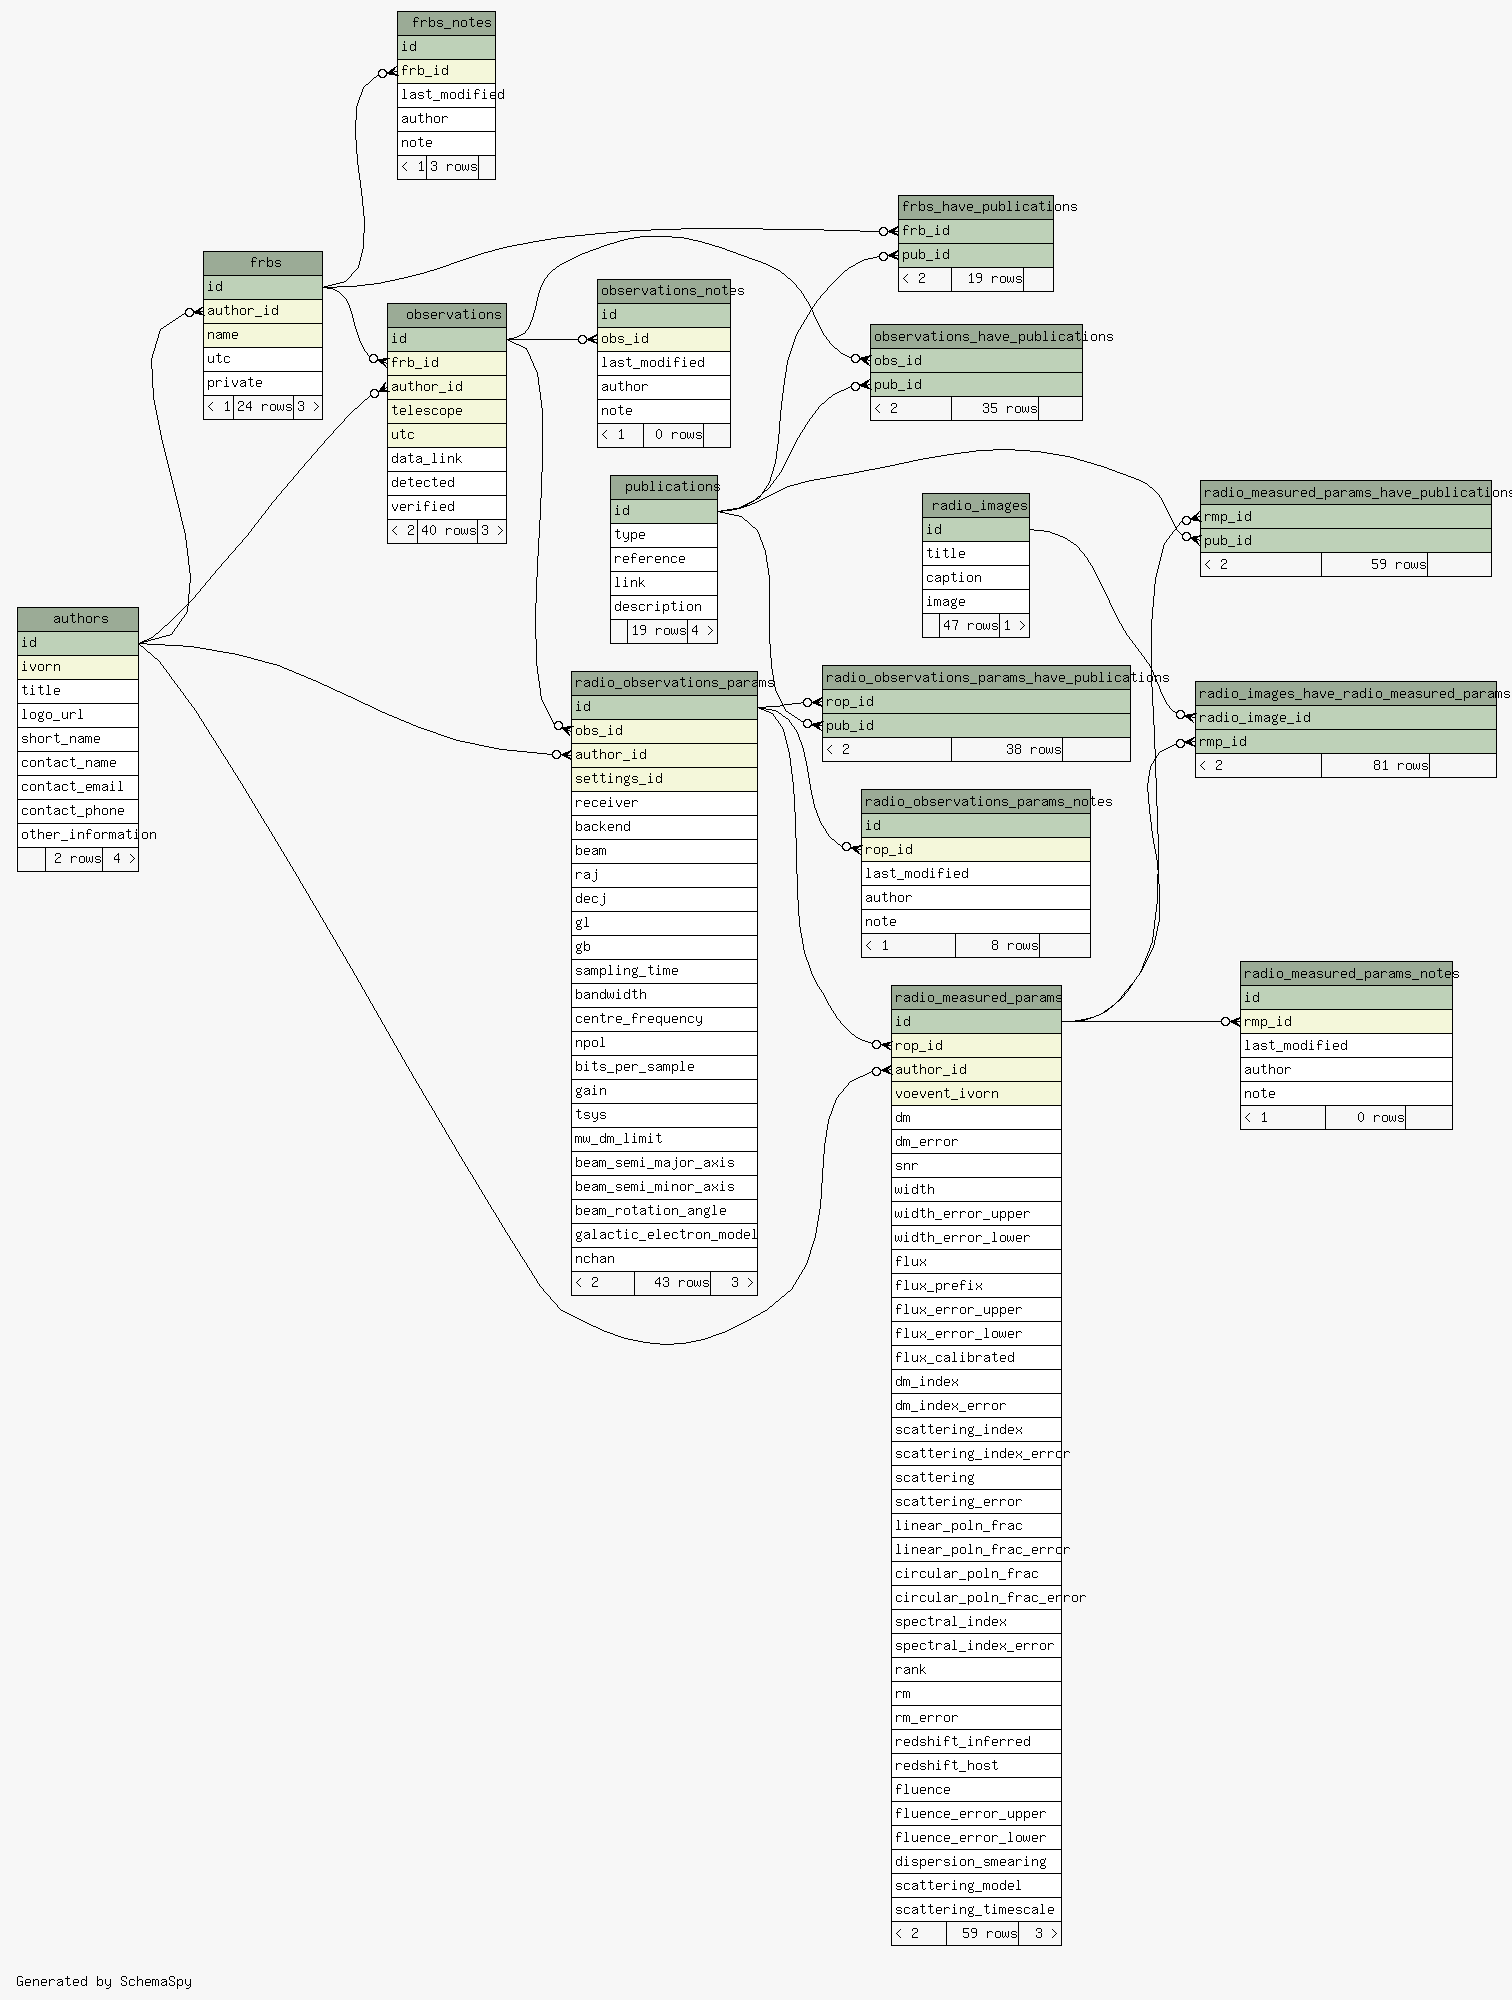 frbs_notes
id
frb_id
last_modified
author
note
< 1 3 rows
frbs_have_publications
frb_id
pub_id
< 2 19 rows
frbs
id
author_id
name
utc
private
< 1 24 rows 3 >
observations
id
frb_id
author_id
telescope
utc
data_link
detected
verified
< 2 40 rows 3 >
observations_notes
id
obs_id
last_modified
author
note
< 1 0 rows
observations_have_publications
obs_id
pub_id
< 2 35 rows
publications
id
type
reference
link
description
19 rows 4 >
radio_images
id
title
caption
image
47 rows 1 >
radio_measured_params_have_publications
rmp_id
pub_id
< 2 59 rows
authors
id
ivorn
title
logo_url
short_name
contact_name
contact_email
contact_phone
other_information
2 rows 4 >
radio_observations_params
id
obs_id
author_id
settings_id
receiver
backend
beam
raj
decj
gl
gb
sampling_time
bandwidth
centre_frequency
npol
bits_per_sample
gain
tsys
mw_dm_limit
beam_semi_major_axis
beam_semi_minor_axis
beam_rotation_angle
galactic_electron_model
nchan
< 2 43 rows 3 >
radio_observations_params_have_publications
rop_id
pub_id
< 2 38 rows
radio_images_have_radio_measured_params
radio_image_id
rmp_id
< 2 81 rows
radio_observations_params_notes
id
rop_id
last_modified
author
note
< 1 8 rows
radio_measured_params
id
rop_id
author_id
voevent_ivorn
dm
dm_error
snr
width
width_error_upper
width_error_lower
flux
flux_prefix
flux_error_upper
flux_error_lower
flux_calibrated
dm_index
dm_index_error
scattering_index
scattering_index_error
scattering
scattering_error
linear_poln_frac
linear_poln_frac_error
circular_poln_frac
circular_poln_frac_error
spectral_index
spectral_index_error
rank
rm
rm_error
redshift_inferred
redshift_host
fluence
fluence_error_upper
fluence_error_lower
dispersion_smearing
scattering_model
scattering_timescale
< 2 59 rows 3 >
radio_measured_params_notes
id
rmp_id
last_modified
author
note
< 1 0 rows
Generated by SchemaSpy